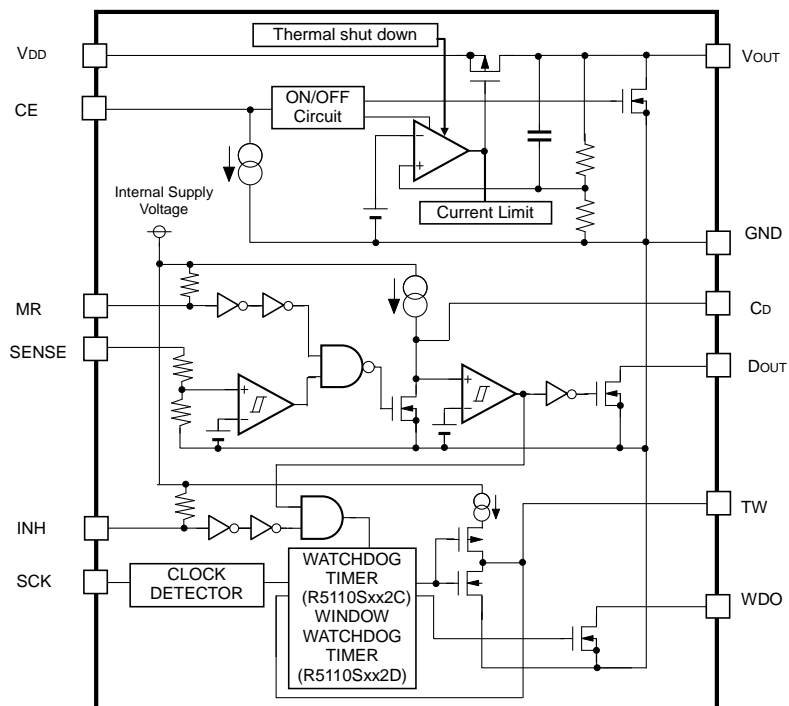 Thermal shut down
VDD
VOUT
CE
ON/OFF
Circuit
−
+
Internal Supply
Voltage
Current Limit
GND
MR
CD
SENSE
DOUT
+
−
+
−
TW
INH
SCK
CLOCK
DETECTOR
WATCHDOG
TIMER
(R5110Sxx2C)
WINDOW
WATCHDOG
TIMER
(R5110Sxx2D)
WDO